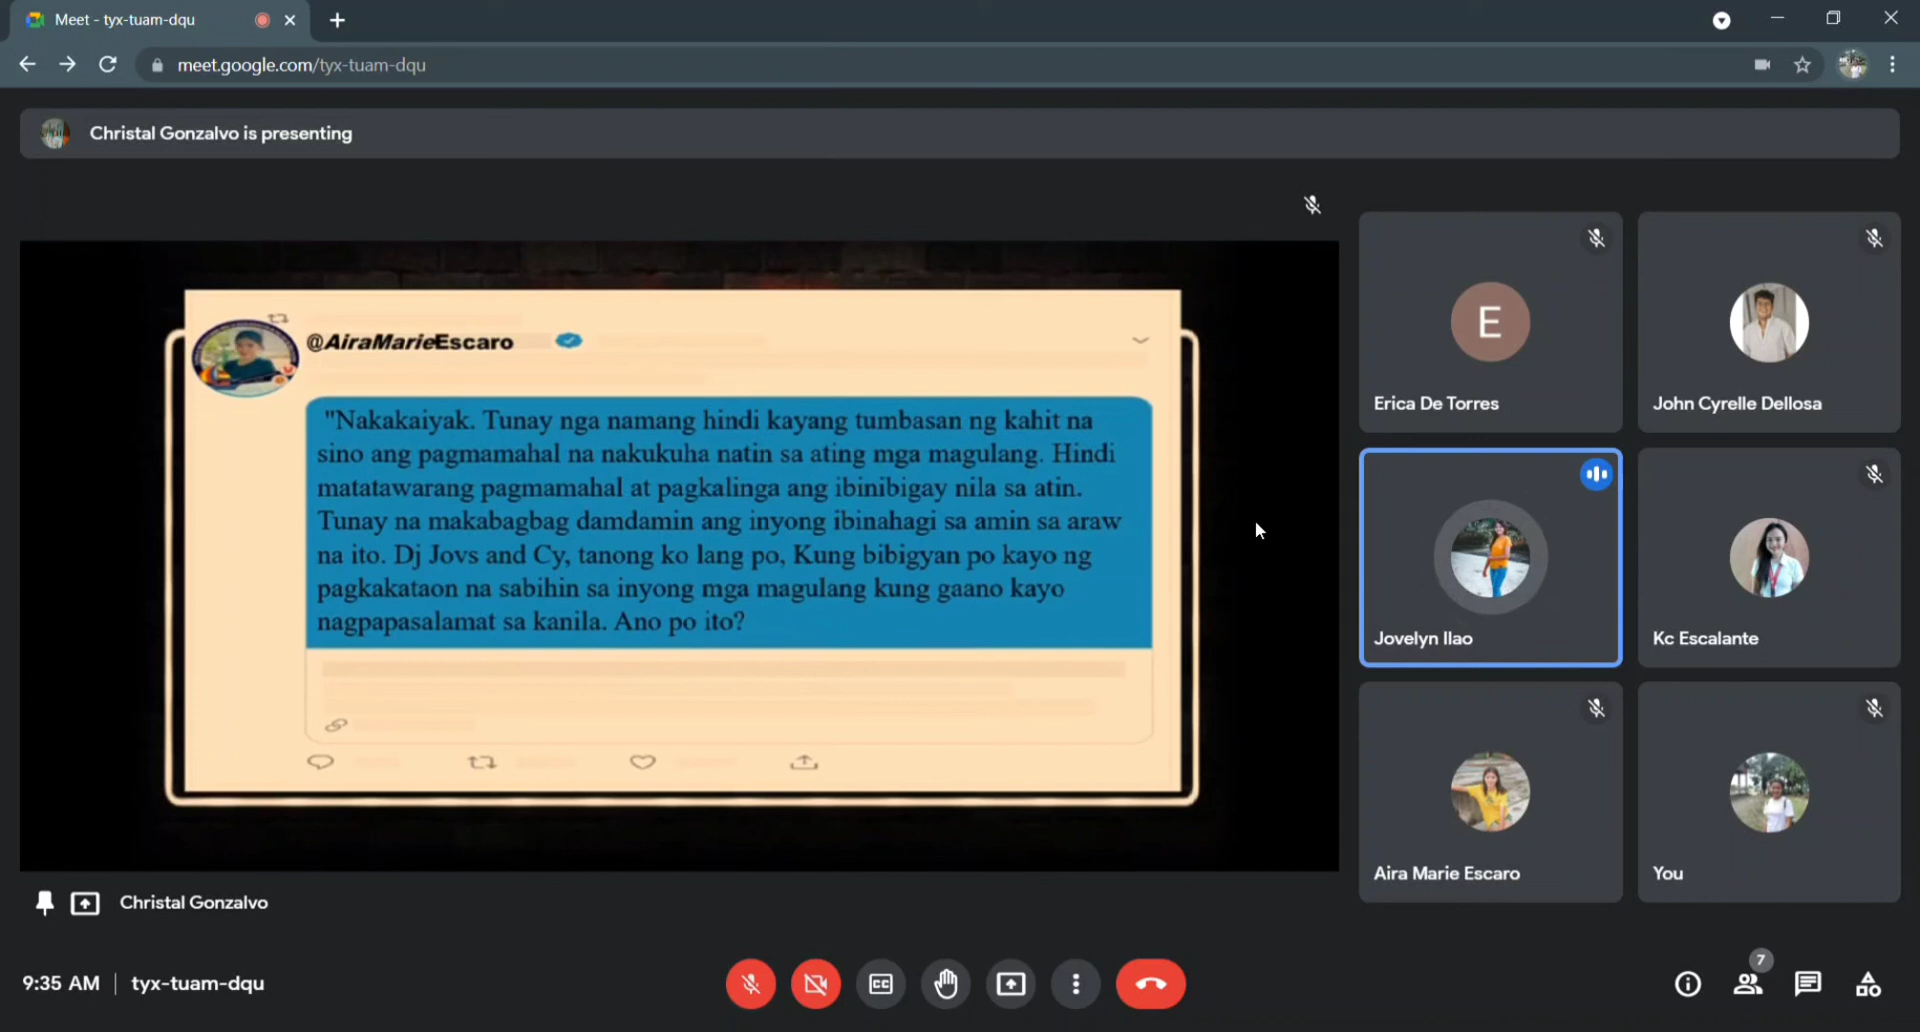 Meet - tyx-tuam-dqu
meet.google.com/tyx-tuam-dqu
Christal Gonzalvo is presenting
@AiraMarieEscaro
"Nakakaiyak. Tunay nga namang hindi kayang tumbasan ng kahit na
sino ang pagmamahal na nakukuha natin sa ating mga magulang. Hindi
matatawarang pagmamahal at pagkalinga ang ibinibigay nila sa atin.
Tunay na makabagbag damdamin ang inyong ibinahagi sa amin sa araw
na ito. Dj Jovs and Cy, tanong ko lang po, Kung bibigyan po kayo ng
pagkakataon na sabihin sa inyong mga magulang kung gaano kayo
nagpapasalamat sa kanila. Ano po ito?
E
Erica De Torres
John Cyrelle Dellosa
Jovelyn Ilao
Kc Escalante
Aira Marie Escaro
You
Christal Gonzalvo
9:35 AM | tyx-tuam-dqu
CC
7